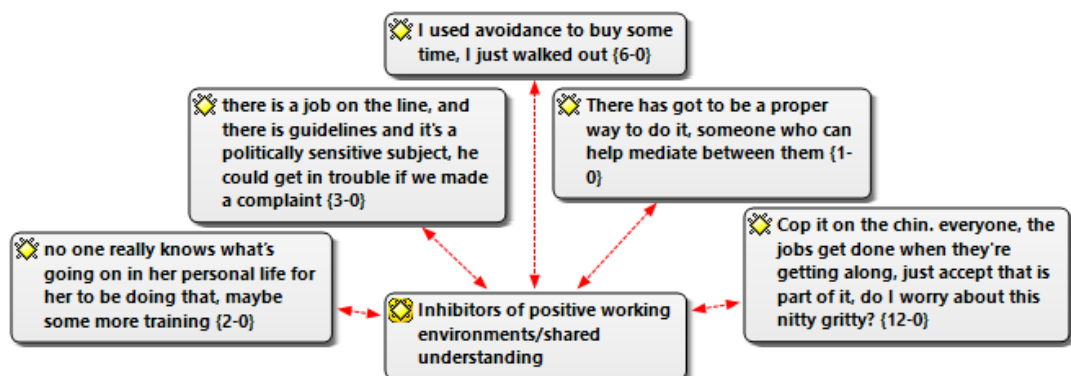 I used avoidance to buy some
time, I just walked out {6-0}
there is a job on the line, and
there is guidelines and it's a
politically sensitive subject, he
could get in trouble if we made
a complaint {3-0}
There has got to be a proper
way to do it, someone who can
help mediate between them {1-
0}
no one really knows what's
going on in her personal life for
her to be doing that, maybe
some more training {2-0}
Cop it on the chin. everyone, the
jobs get done when they're
getting along, just accept that is
part of it, do I worry about this
nitty gritty? {12-0}
Inhibitors of positive working
environments/shared
understanding